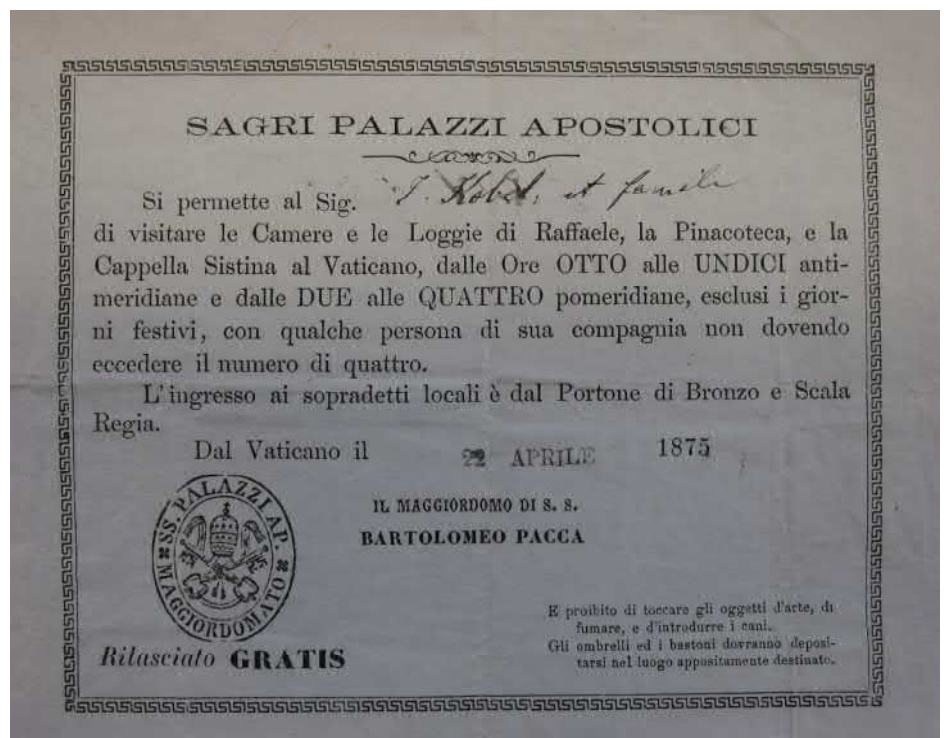 SAGRI PALAZZI APOSTOLICI
Si permette al Sig. J. Kobet, et famile
di visitare le Camere e le Loggie di Raffaele, la Pinacoteca, e la
Cappella Sistina al Vaticano, dalle Ore OTTO alle UNDICI anti-
meridiane e dalle DUE alle QUATTRO pomeridiane, esclusi i gior-
ni festivi, con qualche persona di sua compagnia non dovendo
eccedere il numero di quattro.
L'ingresso ai sopradetti locali è dal Portone di Bronzo e Scala
Regia.
Dal Vaticano il 22 APRILE 1875
IL MAGGIORDOMO DI S. S.
BARTOLOMEO PACCA
SS. PALAZZI AP.
MAGGIORDOMATO
E proibito di toccare gli oggetti d'arte, di
fumare, e d'introdurre i cani.
Gli ombrelli ed i bastoni dovranno deposi-
tarsi nel luogo appositamente destinato.
Rilasciato GRATIS